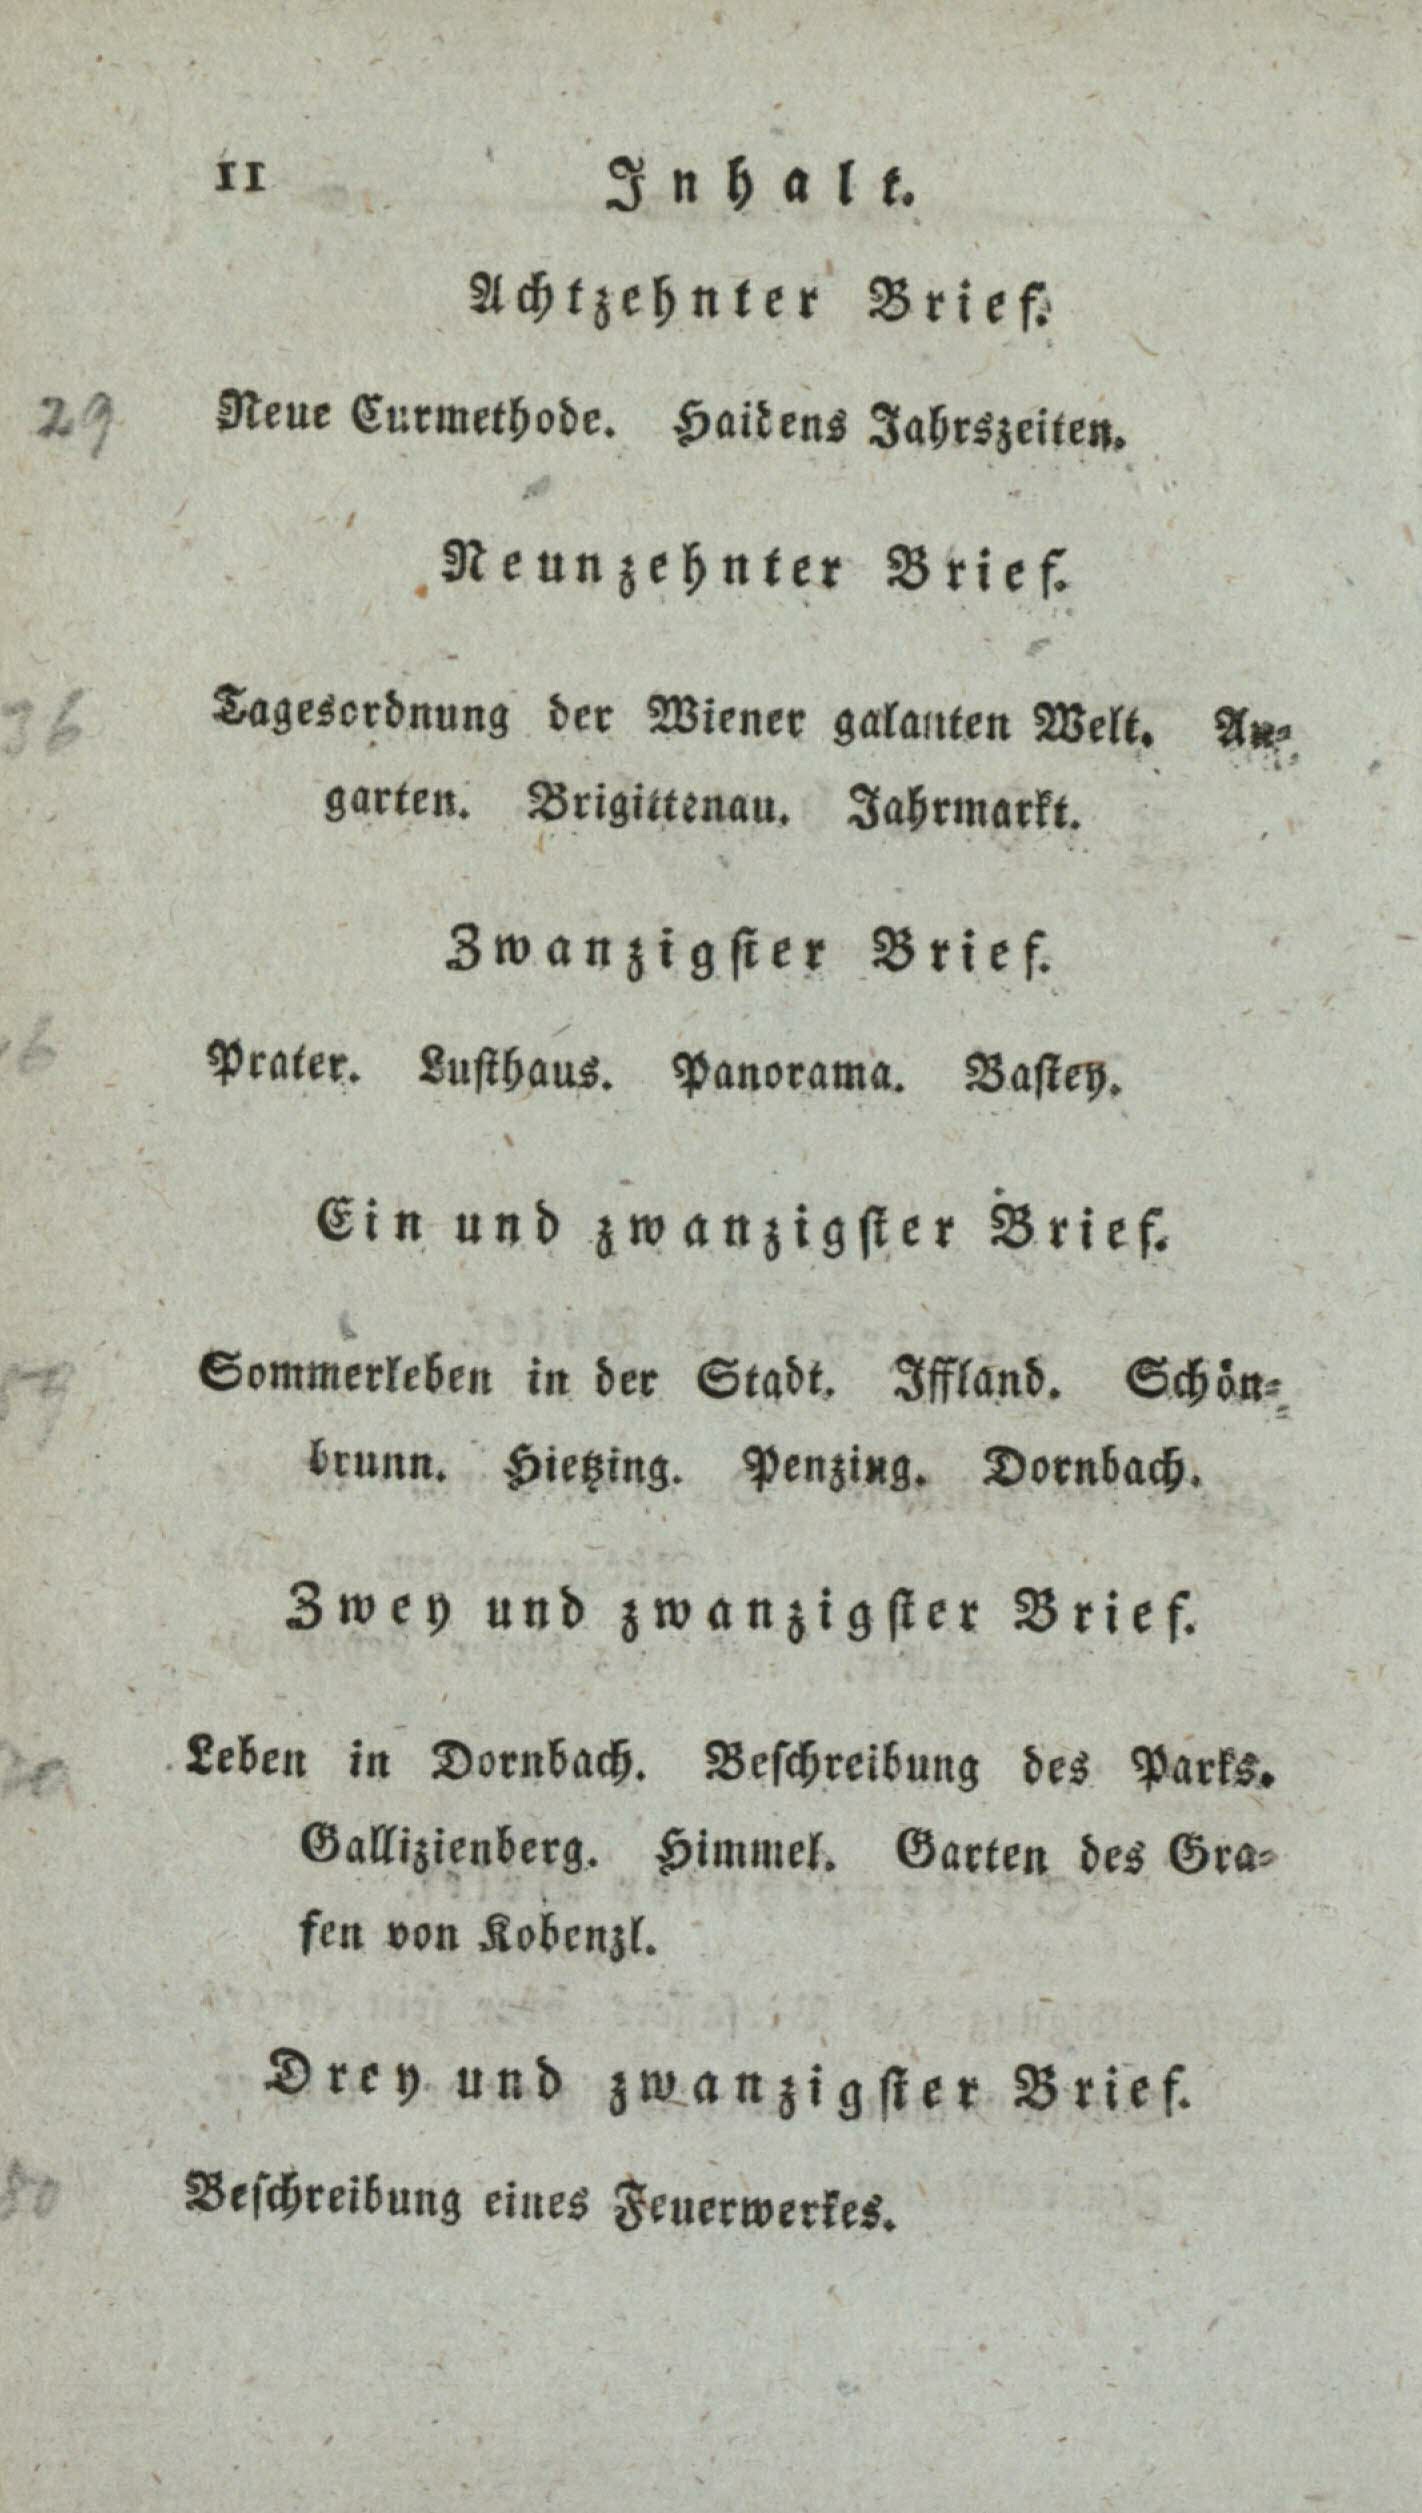 II Inhalt.
Achtzehnter Brief.
29 Neue Curmethode. Haidens Jahrszeiten.
Neunzehnter Brief.
36 Tagesordnung der Wiener galanten Welt. Au-
garten. Brigittenau. Jahrmarkt.
Zwanzigster Brief.
Prater. Lusthaus. Panorama. Bastey.
Ein und zwanzigster Brief.
Sommerleben in der Stadt. Iffland. Schön-
brunn. Hietzing. Penzing. Dornbach.
Zwey und zwanzigster Brief.
Leben in Dornbach. Beschreibung des Parks.
Gallizienberg. Himmel. Garten des Gra-
fen von Kobenzl.
Drey und zwanzigster Brief.
80 Beschreibung eines Feuerwerkes.